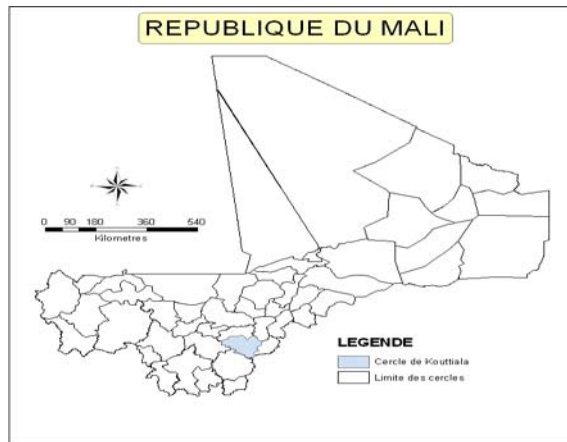 REPUBLIQUE DU MALI
0 90 180 360 540
Kilometres
LEGENDE
Cercle de Kouttiala
Limite des cercles